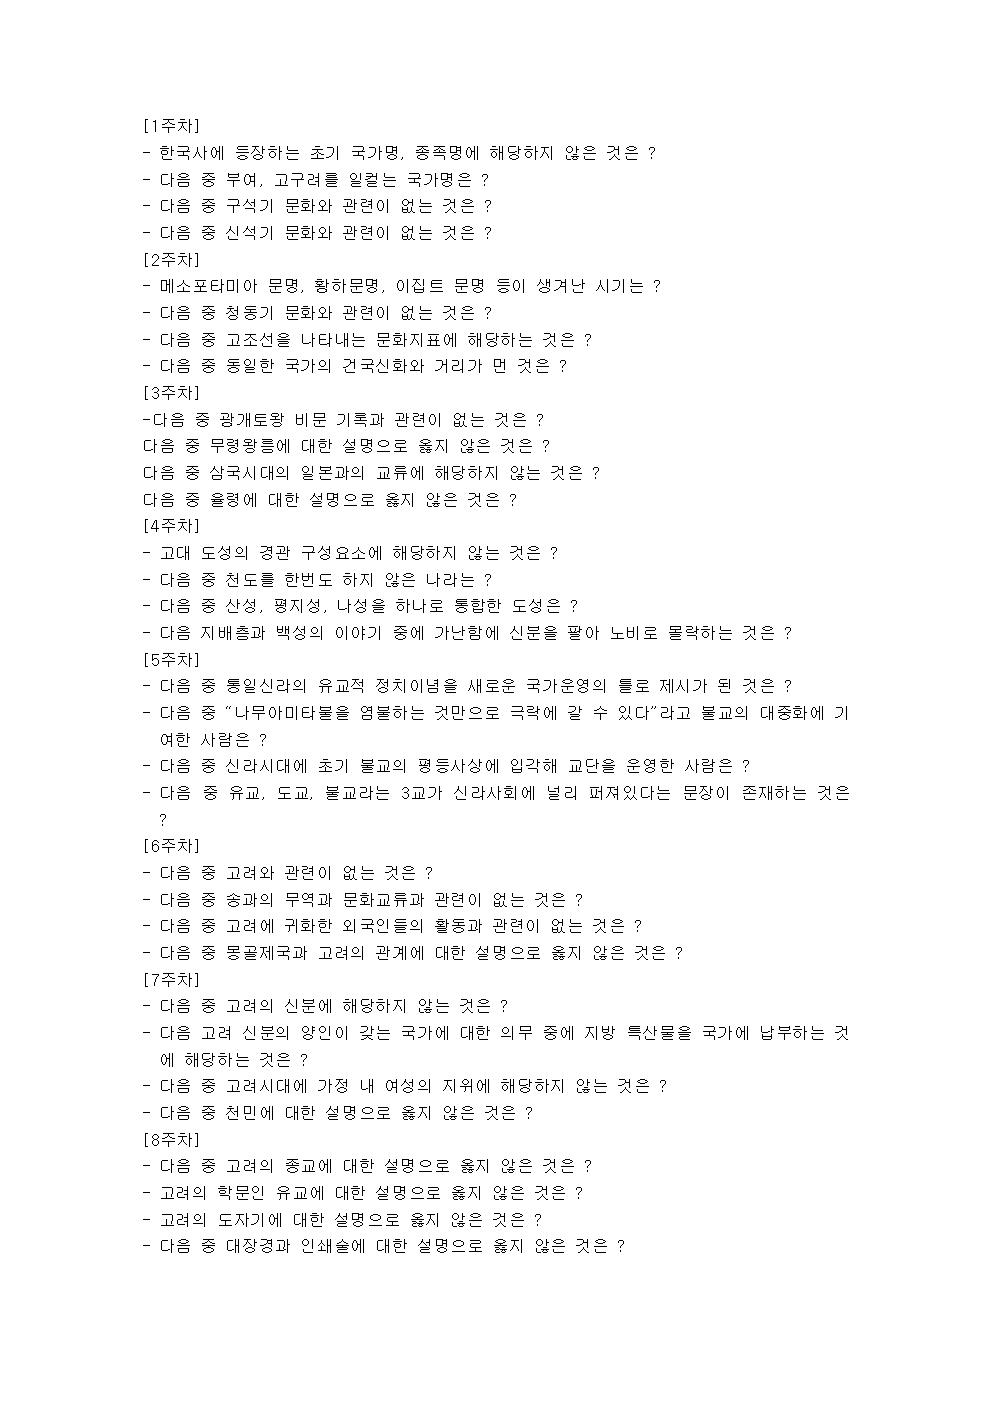 [1주차]
- 한국사에 등장하는 초기 국가명, 종족명에 해당하지 않은 것은 ?
- 다음 중 부여, 고구려를 일컬는 국가명은 ?
- 다음 중 구석기 문화와 관련이 없는 것은 ?
- 다음 중 신석기 문화와 관련이 없는 것은 ?
[2주차]
- 메소포타미아 문명, 황하문명, 이집트 문명 등이 생겨난 시기는 ?
- 다음 중 청동기 문화와 관련이 없는 것은 ?
- 다음 중 고조선을 나타내는 문화지표에 해당하는 것은 ?
- 다음 중 동일한 국가의 건국신화와 거리가 먼 것은 ?
[3주차]
-다음 중 광개토왕 비문 기록과 관련이 없는 것은 ?
다음 중 무령왕릉에 대한 설명으로 옳지 않은 것은 ?
다음 중 삼국시대의 일본과의 교류에 해당하지 않는 것은 ?
다음 중 율령에 대한 설명으로 옳지 않은 것은 ?
[4주차]
- 고대 도성의 경관 구성요소에 해당하지 않는 것은 ?
- 다음 중 천도를 한번도 하지 않은 나라는 ?
- 다음 중 산성, 평지성, 나성을 하나로 통합한 도성은 ?
- 다음 지배층과 백성의 이야기 중에 가난함에 신분을 팔아 노비로 몰락하는 것은 ?
[5주차]
- 다음 중 통일신라의 유교적 정치이념을 새로운 국가운영의 틀로 제시가 된 것은 ?
- 다음 중 “나무아미타불을 염불하는 것만으로 극락에 갈 수 있다”라고 불교의 대중화에 기
여한 사람은 ?
- 다음 중 신라시대에 초기 불교의 평등사상에 입각해 교단을 운영한 사람은 ?
- 다음 중 유교, 도교, 불교라는 3교가 신라사회에 널리 퍼져있다는 문장이 존재하는 것은
?
[6주차]
- 다음 중 고려와 관련이 없는 것은 ?
- 다음 중 송과의 무역과 문화교류과 관련이 없는 것은 ?
- 다음 중 고려에 귀화한 외국인들의 활동과 관련이 없는 것은 ?
- 다음 중 몽골제국과 고려의 관계에 대한 설명으로 옳지 않은 것은 ?
[7주차]
- 다음 중 고려의 신분에 해당하지 않는 것은 ?
- 다음 고려 신분의 양인이 갖는 국가에 대한 의무 중에 지방 특산물을 국가에 납부하는 것
에 해당하는 것은 ?
- 다음 중 고려시대에 가정 내 여성의 지위에 해당하지 않는 것은 ?
- 다음 중 천민에 대한 설명으로 옳지 않은 것은 ?
[8주차]
- 다음 중 고려의 종교에 대한 설명으로 옳지 않은 것은 ?
- 고려의 학문인 유교에 대한 설명으로 옳지 않은 것은 ?
- 고려의 도자기에 대한 설명으로 옳지 않은 것은 ?
- 다음 중 대장경과 인쇄술에 대한 설명으로 옳지 않은 것은 ?